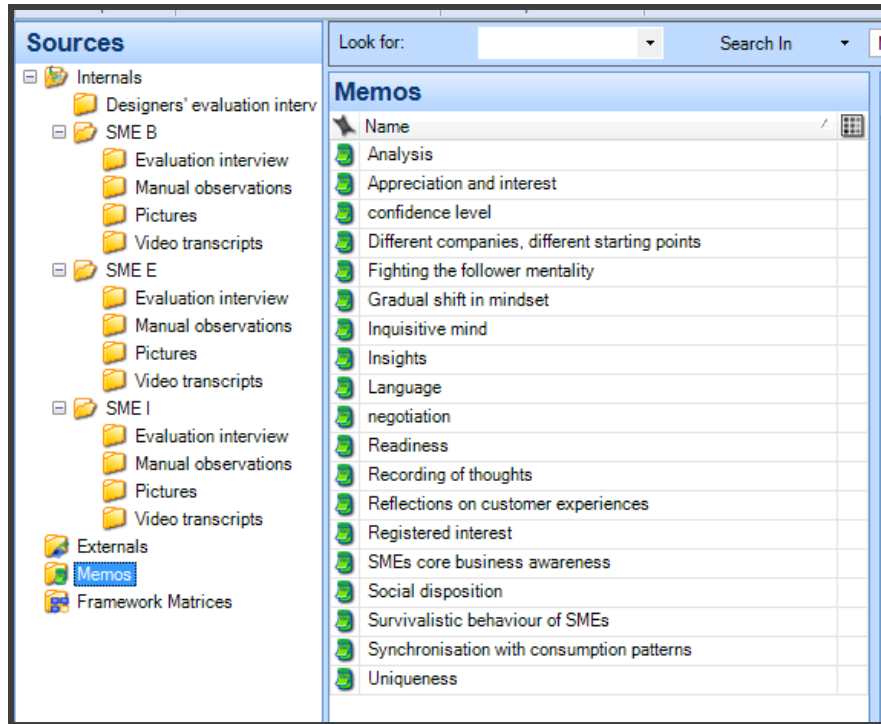 Sources
Internals
Designers' evaluation interv
SME B
Evaluation interview
Manual observations
Pictures
Video transcripts
SME E
Evaluation interview
Manual observations
Pictures
Video transcripts
SME I
Evaluation interview
Manual observations
Pictures
Video transcripts
Externals
Memos
Framework Matrices
Look for:
Search In
Memos
Name
Analysis
Appreciation and interest
confidence level
Different companies, different starting points
Fighting the follower mentality
Gradual shift in mindset
Inquisitive mind
Insights
Language
negotiation
Readiness
Recording of thoughts
Reflections on customer experiences
Registered interest
SMEs core business awareness
Social disposition
Survivalistic behaviour of SMEs
Synchronisation with consumption patterns
Uniqueness